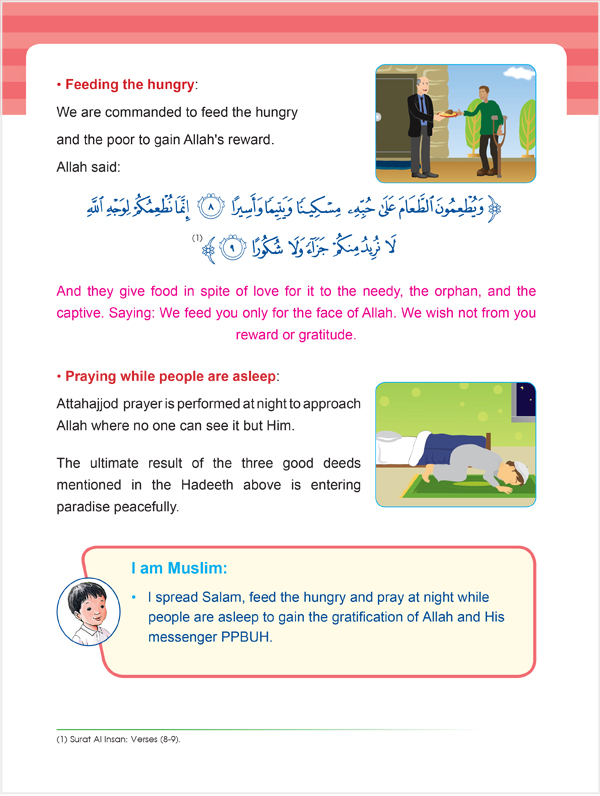 • Feeding the hungry:
We are commanded to feed the hungry
and the poor to gain Allah's reward.
Allah said:
﴿ وَيُطْعِمُونَ ٱلطَّعَامَ عَلَىٰ حُبِّهِۦ مِسْكِينًا وَيَتِيمًا وَأَسِيرًا ٨ إِنَّمَا نُطْعِمُكُمْ لِوَجْهِ ٱللَّهِ
لَا نُرِيدُ مِنكُمْ جَزَآءً وَلَا شُكُورًا ٩ ﴾ (1)
And they give food in spite of love for it to the needy, the orphan, and the
captive. Saying: We feed you only for the face of Allah. We wish not from you
reward or gratitude.
• Praying while people are asleep:
Attahajjod prayer is performed at night to approach
Allah where no one can see it but Him.
The ultimate result of the three good deeds
mentioned in the Hadeeth above is entering
paradise peacefully.
I am Muslim:
• I spread Salam, feed the hungry and pray at night while
people are asleep to gain the gratification of Allah and His
messenger PPBUH.
(1) Surat Al Insan: Verses (8-9).